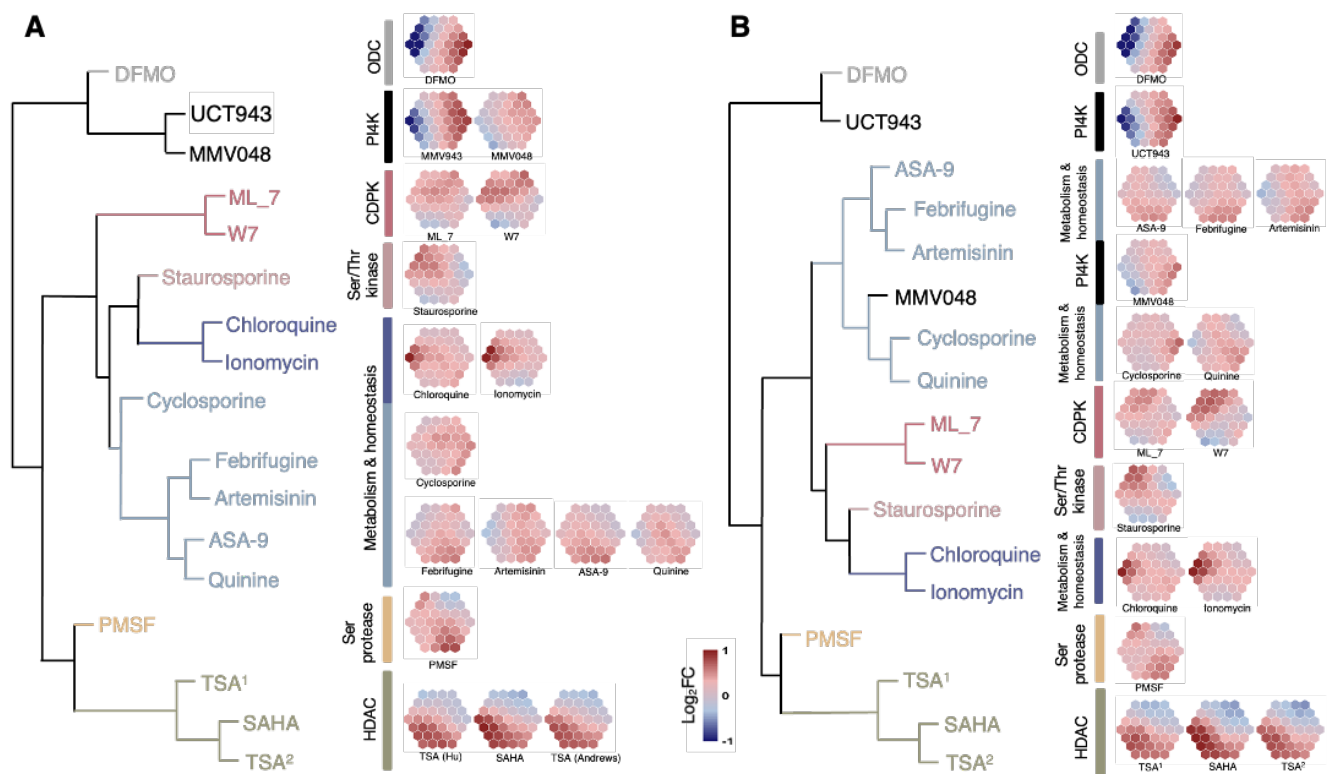 A
DFMO
UCT943
MMV048
ML_7
W7
Staurosporine
Chloroquine
Ionomycin
Cyclosporine
Febrifugine
Artemisinin
ASA-9
Quinine
PMSF
TSA¹
SAHA
TSA²
ODC
DFMO
PI4K
MMV943 MMV048
CDPK
ML_7 W7
Ser/Thr
kinase
Staurosporine
Metabolism & homeostasis
Chloroquine Ionomycin
Cyclosporine
Febrifugine Artemisinin ASA-9 Quinine
Ser
protease
PMSF
HDAC
TSA (Hu) SAHA TSA (Andrews)
Log₂FC
1
0
-1
B
DFMO
UCT943
ASA-9
Febrifugine
Artemisinin
MMV048
Cyclosporine
Quinine
ML_7
W7
Staurosporine
Chloroquine
Ionomycin
PMSF
TSA¹
SAHA
TSA²
ODC
DFMO
PI4K
UCT943
Metabolism &
homeostasis
ASA-9 Febrifugine Artemisinin
PI4K
MMV048
Metabolism &
homeostasis
Cyclosporine Quinine
CDPK
ML_7 W7
Ser/Thr
kinase
Staurosporine
Metabolism &
homeostasis
Chloroquine Ionomycin
Ser
protease
PMSF
HDAC
TSA¹ SAHA TSA²